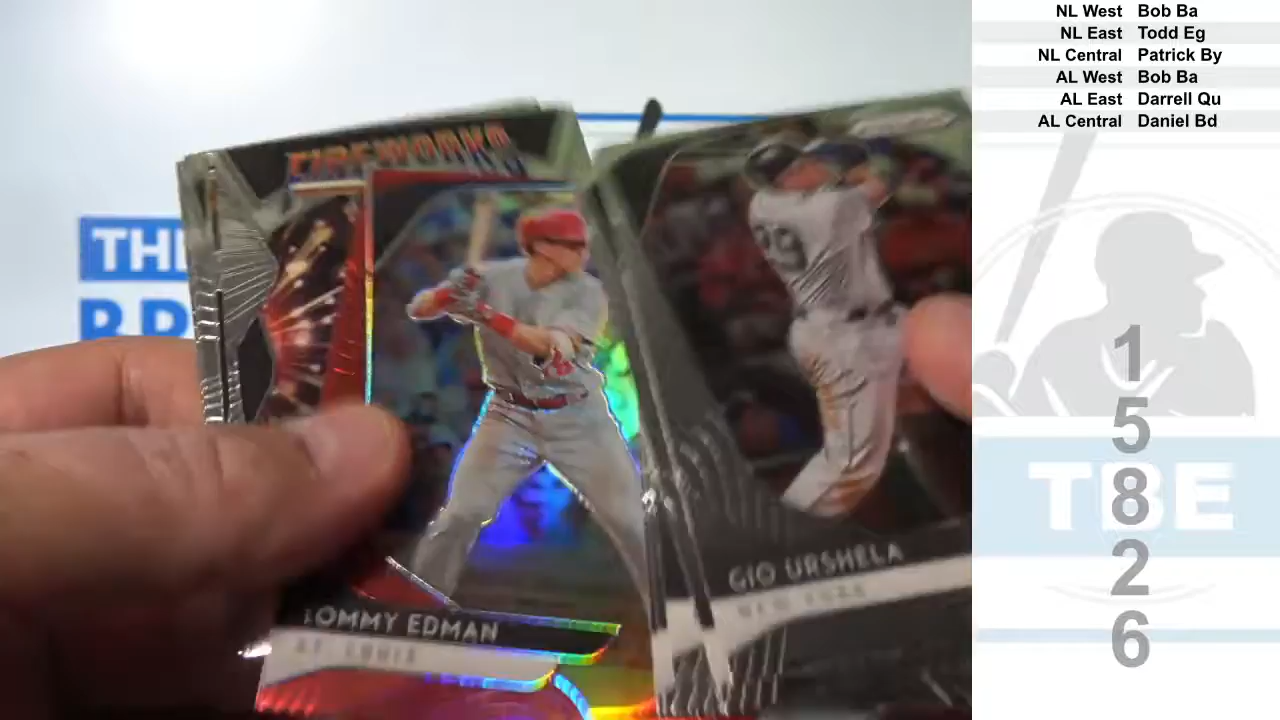 NL West Bob Ba
NL East Todd Eg
NL Central Patrick By
AL West Bob Ba
AL East Darrell Qu
AL Central Daniel Bd
FIREWORKS
THE
BR
99
TOMMY EDMAN
ST. LOUIS
GIO URSHELA
NEW YORK
TBE
1
5
8
2
6